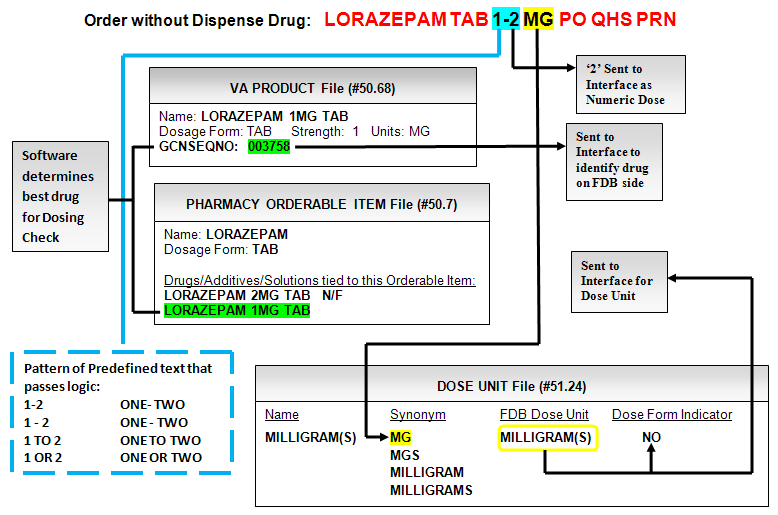 Order without Dispense Drug: LORAZEPAM TAB 1-2 MG PO QHS PRN
VA PRODUCT File (#50.68)
Name: LORAZEPAM 1MG TAB
Dosage Form: TAB Strength: 1 Units: MG
GCNSEQNO: 003758
‘2’ Sent to
Interface as
Numeric Dose
Sent to
Interface to
identify drug
on FDB side
Software
determines
best drug
for Dosing
Check
PHARMACY ORDERABLE ITEM File (#50.7)
Name: LORAZEPAM
Dosage Form: TAB
Drugs/Additives/Solutions tied to this Orderable Item:
LORAZEPAM 2MG TAB N/F
LORAZEPAM 1MG TAB
Sent to
Interface for
Dose Unit
Pattern of Predefined text that
passes logic:
1-2 ONE- TWO
1 - 2 ONE - TWO
1 TO 2 ONE TO TWO
1 OR 2 ONE OR TWO
DOSE UNIT File (#51.24)
Name Synonym FDB Dose Unit Dose Form Indicator
MILLIGRAM(S) MG MILLIGRAM(S) NO
MGS
MILLIGRAM
MILLIGRAMS